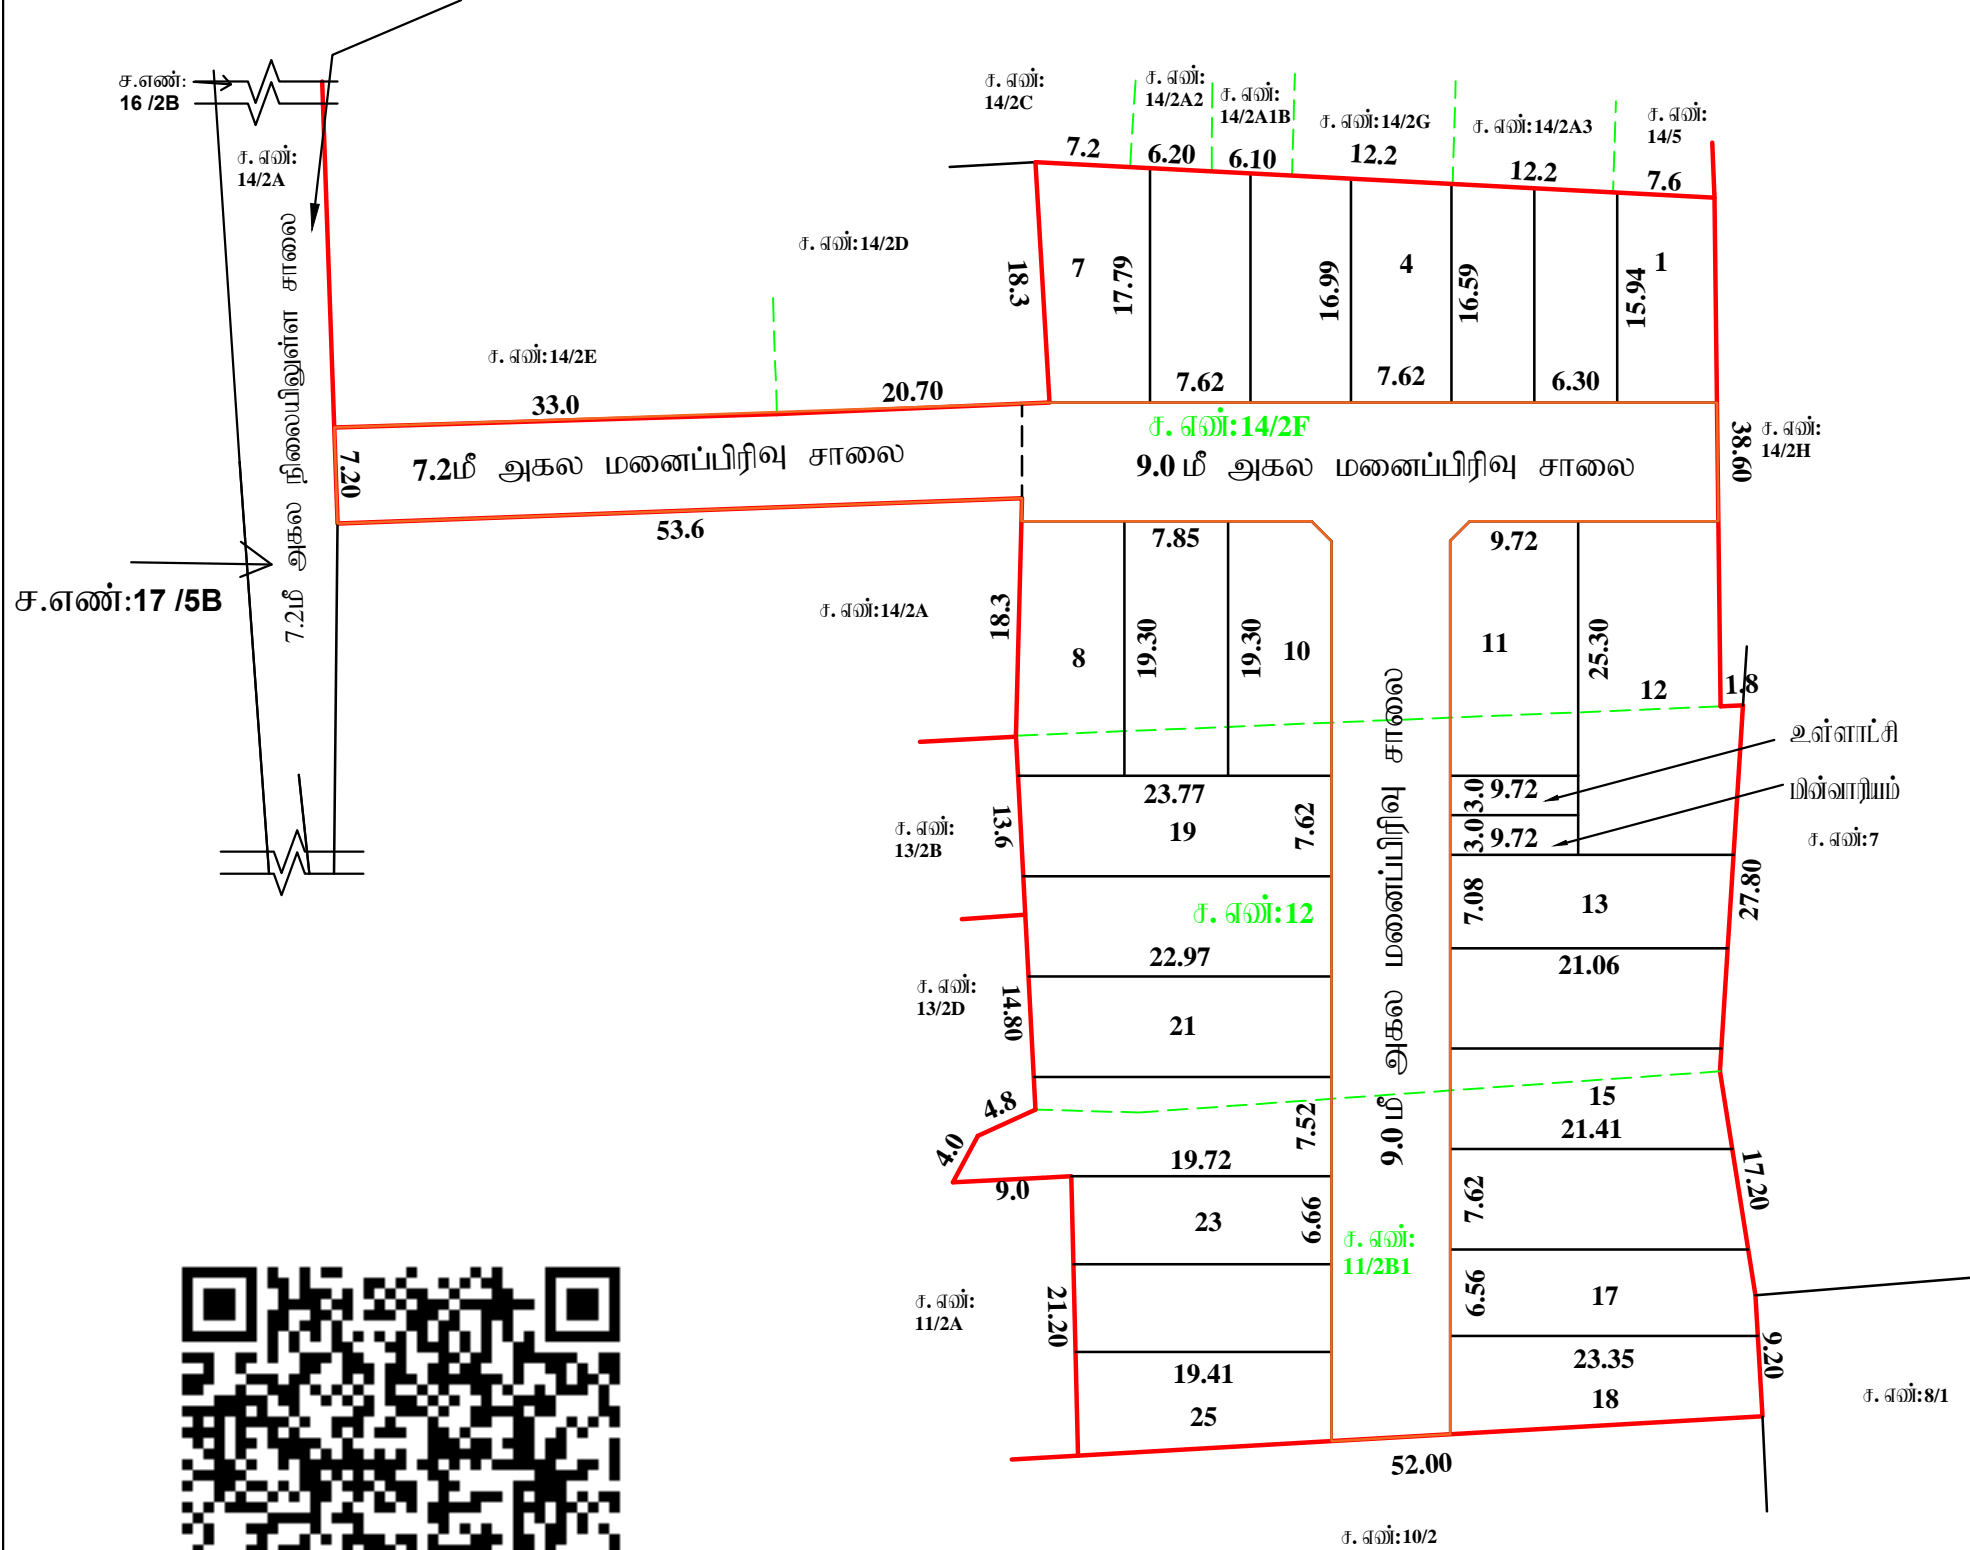 ச.எண்:
16 /2B
ச. எண்:
14/2A
7.2மீ அகல நிலையிலுள்ள சாலை
ச.எண்:17 /5B
ச. எண்:14/2E
33.0
ச. எண்:14/2D
20.70
7.20
7.2மீ அகல மனைப்பிரிவு சாலை
53.6
ச. எண்:14/2A
ச. எண்:
14/2C
ச. எண்:
14/2A2
ச. எண்:
14/2A1B
ச. எண்:14/2G
ச. எண்:14/2A3
ச. எண்:
14/5
7.2
6.20
6.10
12.2
12.2
7.6
18.3
7
17.79
16.99
4
16.59
15.94
1
7.62
7.62
6.30
ச. எண்:14/2F
9.0 மீ அகல மனைப்பிரிவு சாலை
38.60
ச. எண்:
14/2H
7.85
9.72
18.3
8
19.30
19.30
10
11
25.30
12
1.8
உள்ளாட்சி
மின்வாரியம்
ச. எண்:7
23.77
3.0
9.72
3.0
9.72
13.6
19
7.62
ச. எண்:
13/2B
7.08
13
27.80
ச. எண்:12
22.97
21.06
ச. எண்:
13/2D
14.80
21
9.0 மீ அகல மனைப்பிரிவு சாலை
4.8
7.52
15
21.41
4.0
19.72
9.0
17.20
23
6.66
7.62
ச. எண்:
11/2B1
ச. எண்:
11/2A
21.20
6.56
17
19.41
23.35
9.20
25
18
ச. எண்:8/1
52.00
ச. எண்:10/2